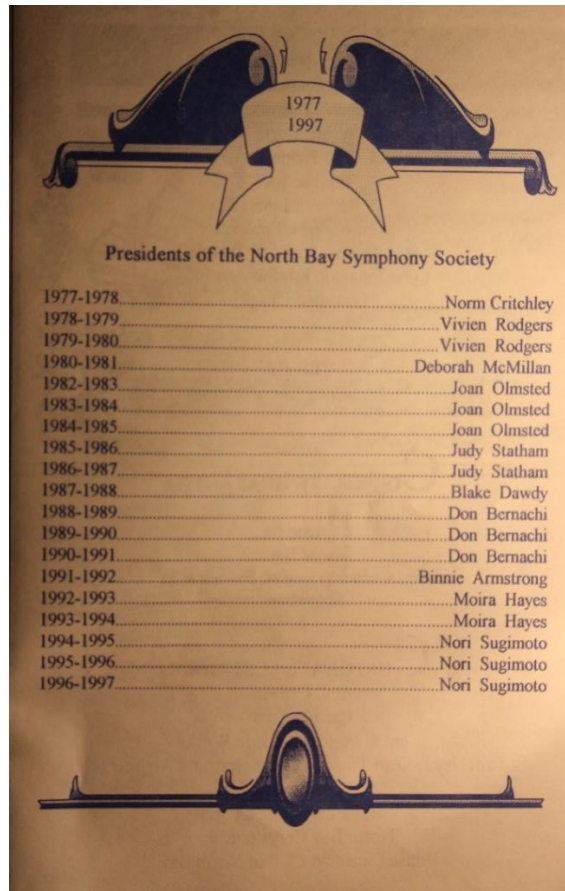 1977
1997
Presidents of the North Bay Symphony Society
1977-1978........................Norm Critchley
1978-1979........................Vivien Rodgers
1979-1980........................Vivien Rodgers
1980-1981........................Deborah McMillan
1982-1983........................Joan Olmsted
1983-1984........................Joan Olmsted
1984-1985........................Joan Olmsted
1985-1986........................Judy Statham
1986-1987........................Judy Statham
1987-1988........................Blake Dawdy
1988-1989........................Don Bernachi
1989-1990........................Don Bernachi
1990-1991........................Don Bernachi
1991-1992........................Binnie Armstrong
1992-1993........................Moira Hayes
1993-1994........................Moira Hayes
1994-1995........................Nori Sugimoto
1995-1996........................Nori Sugimoto
1996-1997........................Nori Sugimoto